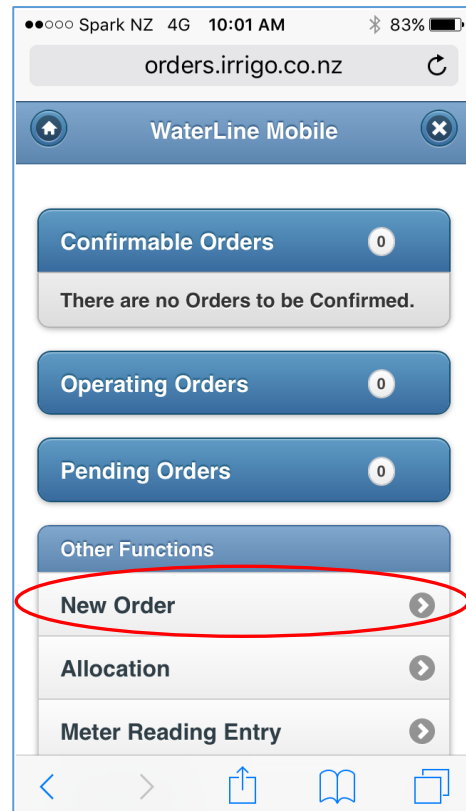 ●●○○○ Spark NZ 4G 10:01 AM 83%
orders.irrigo.co.nz
WaterLine Mobile
Confirmable Orders 0
There are no Orders to be Confirmed.
Operating Orders 0
Pending Orders 0
Other Functions
New Order
Allocation
Meter Reading Entry